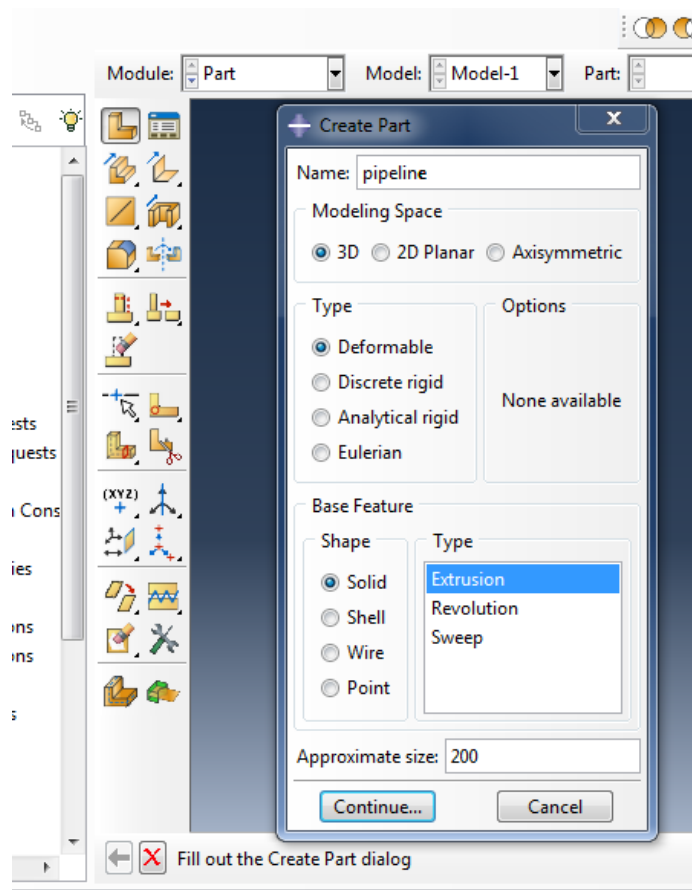 Module: Part Model: Model-1 Part:
Create Part
Name: pipeline
Modeling Space
3D 2D Planar Axisymmetric
Type Options
Deformable
Discrete rigid
None available
Analytical rigid
Eulerian
ests
quests
Cons
ies
ons
ons
s
(XYZ)
Base Feature
Shape Type
Solid Extrusion
Shell Revolution
Wire Sweep
Point
Approximate size: 200
Continue... Cancel
Fill out the Create Part dialog